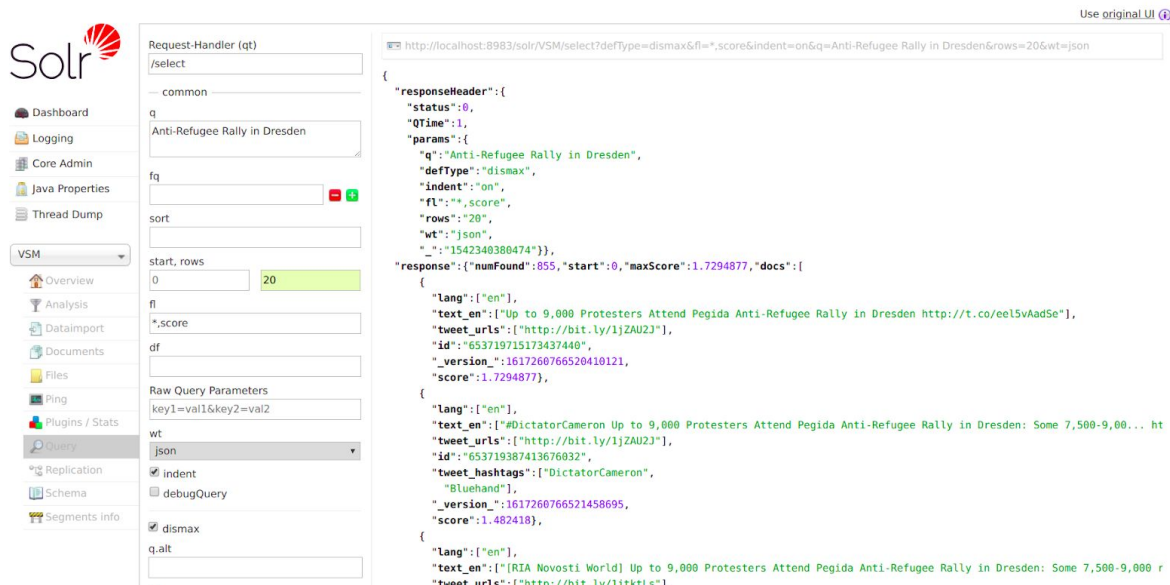 Use original UI
Solr
Dashboard
Logging
Core Admin
Java Properties
Thread Dump
VSM
Overview
Analysis
Dataimport
Documents
Files
Ping
Plugins / Stats
Query
Replication
Schema
Segments info
Request-Handler (qt)
/select
common
q
Anti-Refugee Rally in Dresden
fq
sort
start, rows
0 20
fl
*,score
df
Raw Query Parameters
key1=val1&key2=val2
wt
json
indent
debugQuery
dismax
q.alt
http://localhost:8983/solr/VSM/select?defType=dismax&fl=*,score&indent=on&q=Anti-Refugee Rally in Dresden&rows=20&wt=json
{
"responseHeader":{
"status":0,
"QTime":1,
"params":{
"q":"Anti-Refugee Rally in Dresden",
"defType":"dismax",
"indent":"on",
"fl":"*,score",
"rows":"20",
"wt":"json",
"_":"1542340380474"}},
"response":{"numFound":855,"start":0,"maxScore":1.7294877,"docs":[
{
"lang":["en"],
"text_en":["Up to 9,000 Protesters Attend Pegida Anti-Refugee Rally in Dresden http://t.co/eel5vAadSe"],
"tweet_urls":["http://bit.ly/1jZAU2J"],
"id":"653719715173437440",
"_version_":1617260766520410121,
"score":1.7294877},
{
"lang":["en"],
"text_en":["#DictatorCameron Up to 9,000 Protesters Attend Pegida Anti-Refugee Rally in Dresden: Some 7,500-9,00... ht
"tweet_urls":["http://bit.ly/1jZAU2J"],
"id":"653719387413676032",
"tweet_hashtags":["DictatorCameron",
"Bluehand"],
"_version_":1617260766521458695,
"score":1.482418},
{
"lang":["en"],
"text_en":["[RIA Novosti World] Up to 9,000 Protesters Attend Pegida Anti-Refugee Rally in Dresden: Some 7,500-9,000 r
"tweet_urls":["http://bit.ly/1jtktLs"]